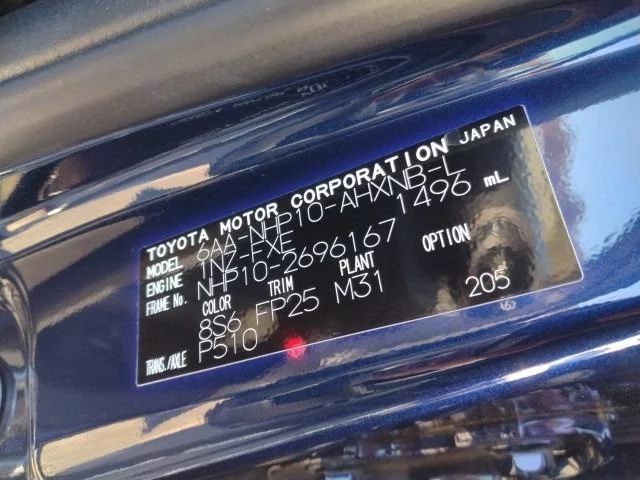 TOYOTA MOTOR CORPORATION JAPAN
MODEL 6AA-NHP10-AHXNB-L
ENGINE 1NZ-FXE 1496 mL
FRAME No. NHP10-2696167
COLOR TRIM PLANT OPTION
8S6 FP25 M31
TRANS./AXLE P510 205